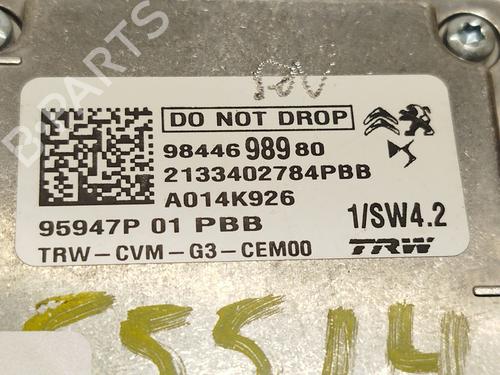 DO NOT DROP
98446 989 80
2133402784PBB
A014K926
95947P 01 PBB
1/SW4.2
TRW-CVM-G3-CEM00
TRW
B-PARTS